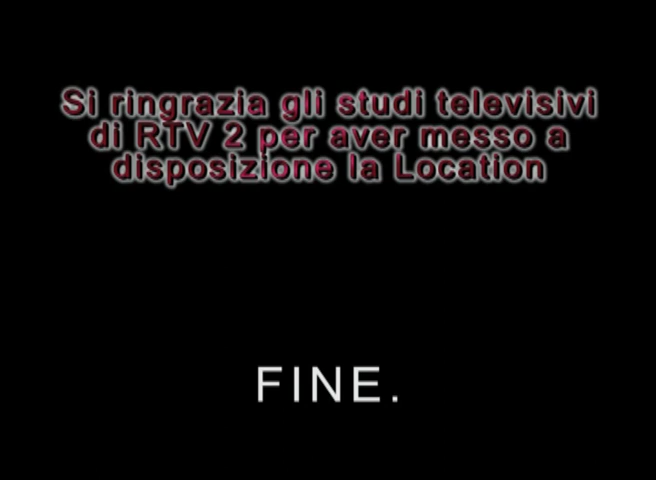 Si ringrazia gli studi televisivi
di RTV 2 per aver messo a
disposizione la Location
FINE.